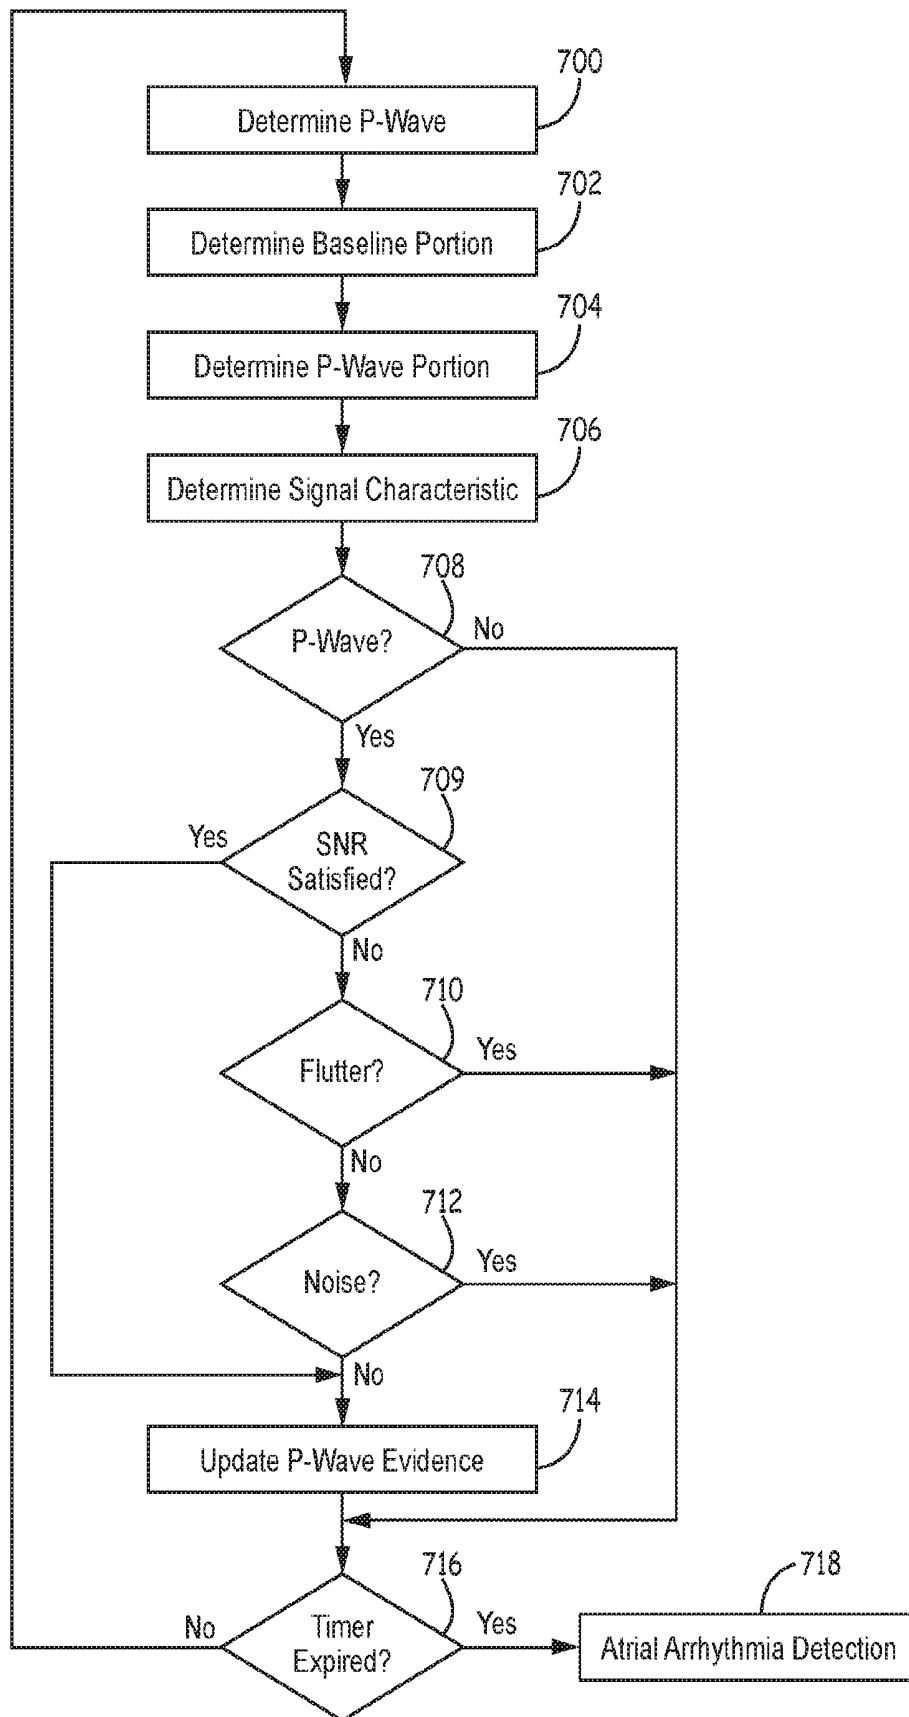 700
Determine P-Wave
702
Determine Baseline Portion
704
Determine P-Wave Portion
706
Determine Signal Characteristic
708
P-Wave?
No
Yes
709
Yes
SNR
Satisfied?
No
710
Flutter?
Yes
No
712
Noise?
Yes
No
714
Update P-Wave Evidence
716
718
No
Timer
Expired?
Yes
Atrial Arrhythmia Detection